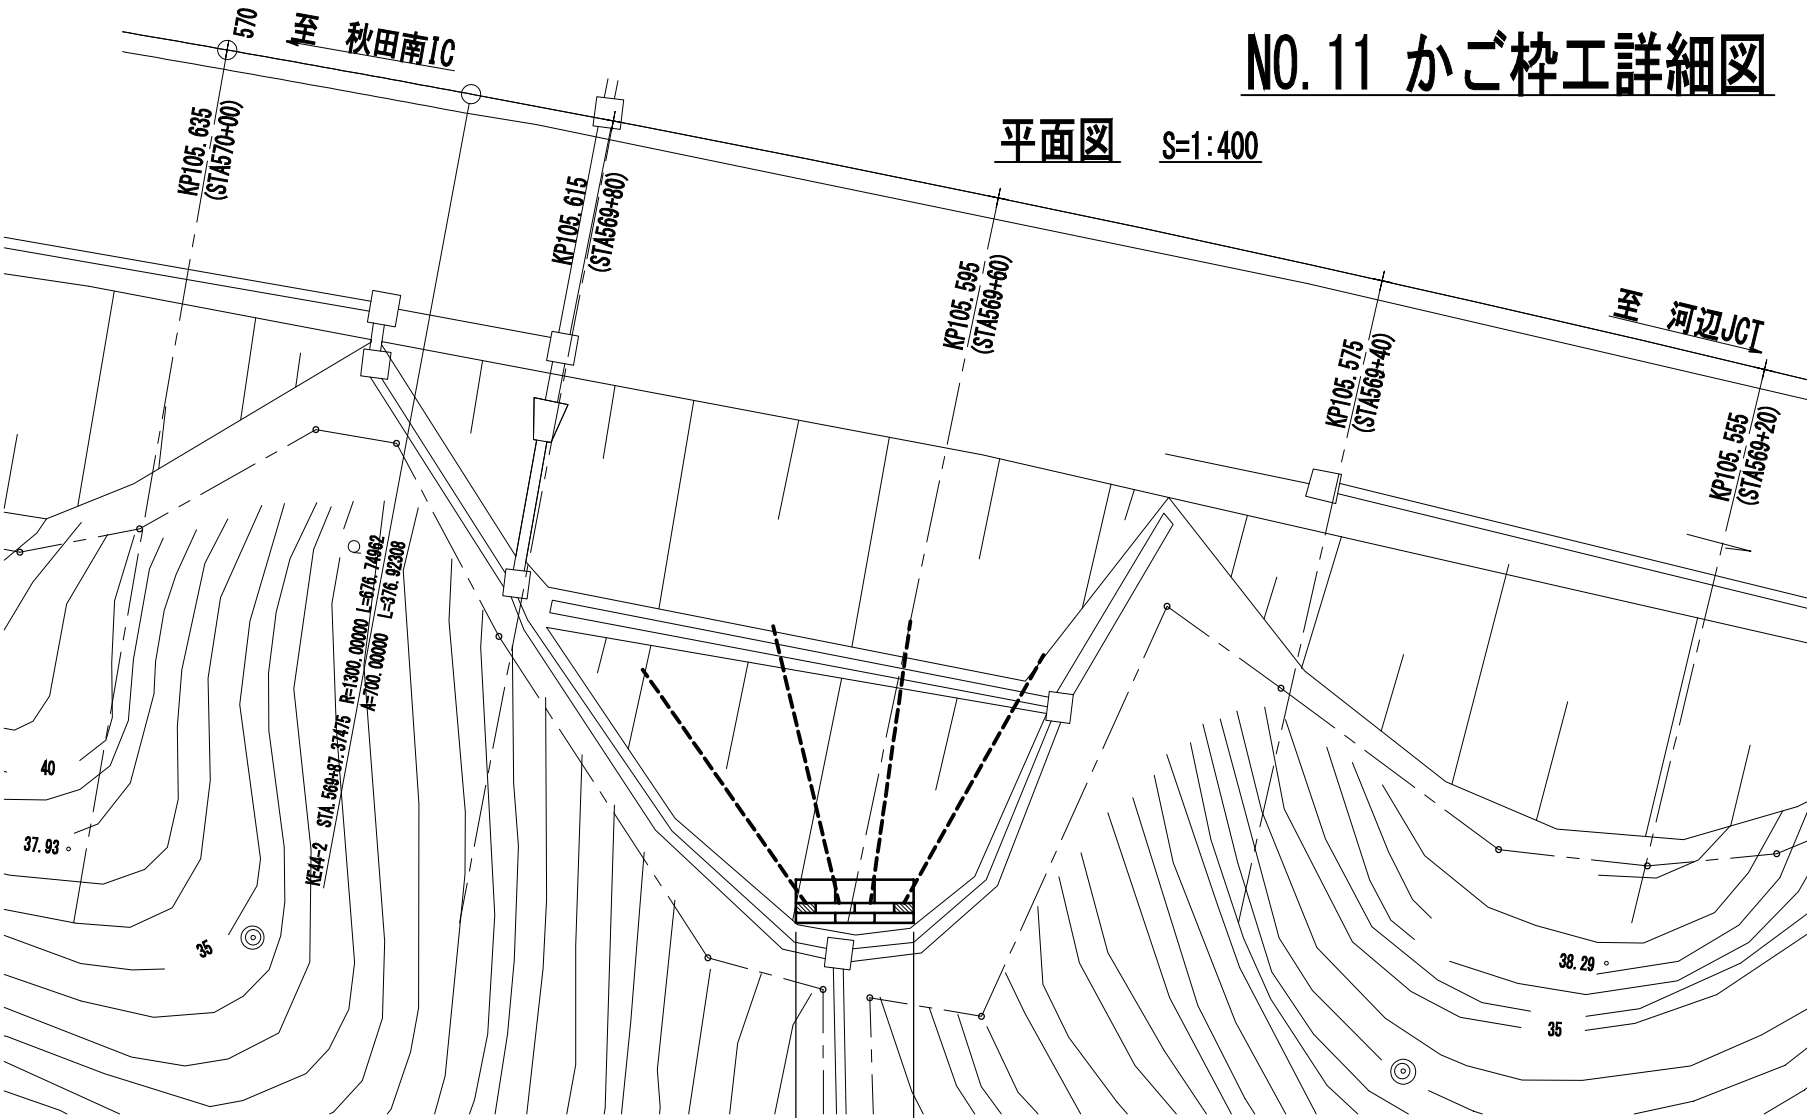 NO.11 かご枠工詳細図
平面図 S=1:400
570
至 秋田南IC
KP105.635
(STA570+00)
KP105.615
(STA569+80)
KP105.595
(STA569+60)
KP105.575
(STA569+40)
KP105.555
(STA569+20)
至 河辺JCT
KE44-2 STA.569+87.37475 R=1300.00000 L=676.74962
A=700.00000 L=376.92308
40
37.93
35
38.29
35